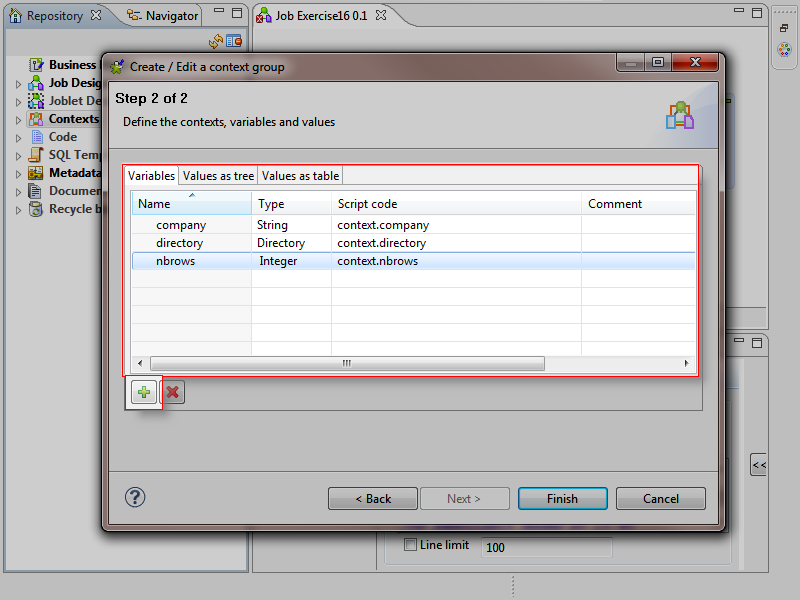 Repository
Navigator
Job Exercise16 0.1
Business
Job Desig
Joblet De
Contexts
Code
SQL Temp
Metadata
Documen
Recycle b
Create / Edit a context group
Step 2 of 2
Define the contexts, variables and values
Variables Values as tree Values as table
Name Type Script code Comment
company String context.company
directory Directory context.directory
nbrows Integer context.nbrows
< Back Next > Finish Cancel
<<
Line limit 100